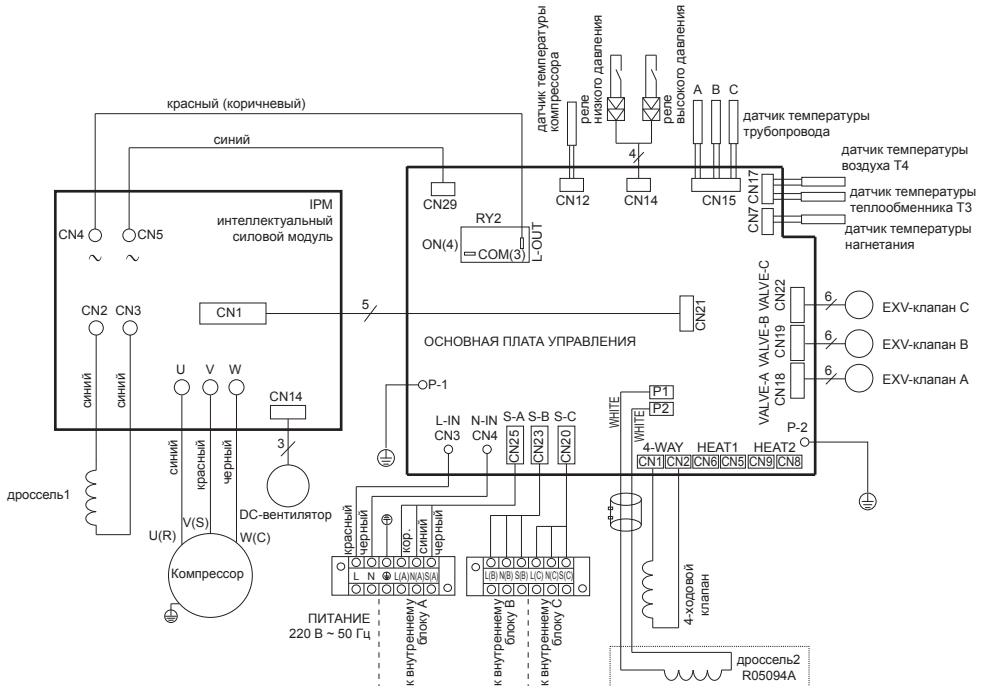 датчик температуры
компрессора
реле
низкого давления
реле
высокого давления
A B C
датчик температуры
трубопровода
датчик температуры
воздуха T4
датчик температуры
теплообменника T3
датчик температуры
нагнетания
красный (коричневый)
синий
4
CN29
CN12
CN14
CN15
CN17
CN7
IPM
интеллектуальный
силовой модуль
CN4
CN5
~
~
RY2
ON(4)
COM(3)
L-OUT
CN2
CN3
CN1
5
CN21
ОСНОВНАЯ ПЛАТА УПРАВЛЕНИЯ
VALVE-C
CN22
6
EXV-клапан C
VALVE-B
CN19
6
EXV-клапан B
VALVE-A
CN18
6
EXV-клапан A
синий
синий
U V W
CN14
3
P-1
P1
P2
WHITE
WHITE
P-2
L-IN
CN3
N-IN
CN4
S-A
CN25
S-B
CN23
S-C
CN20
4-WAY HEAT1 HEAT2
CN1 CN2 CN6 CN5 CN9 CN8
синий
красный
черный
дроссель1
DC-вентилятор
U(R)
V(S)
W(C)
Компрессор
красный
черный
кор.
синий
черный
L N L(A) N(A) S(A)
L(B) N(B) S(B) L(C) N(C) S(C)
ПИТАНИЕ
220 В ~ 50 Гц
к внутреннему
блоку A
к внутреннему
блоку B
к внутреннему
блоку C
4-ходовой
клапан
дроссель2
R05094A